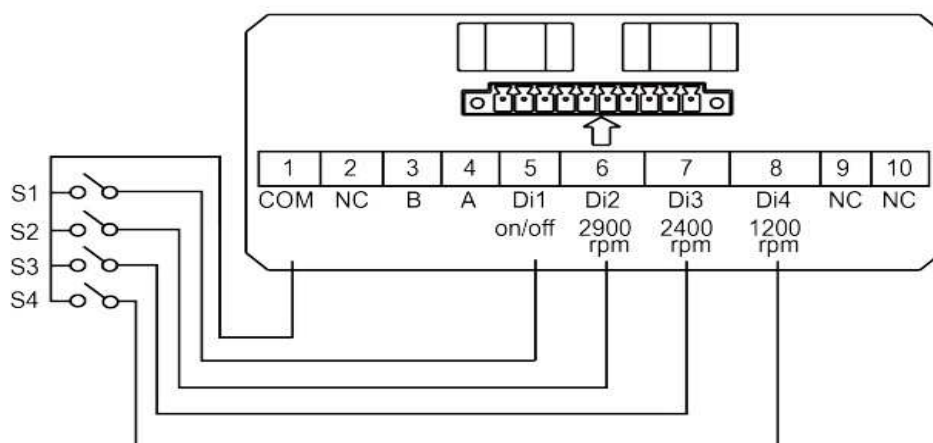 1 2 3 4 5 6 7 8 9 10
COM NC B A Di1 Di2 Di3 Di4 NC NC
on/off 2900 2400 1200
rpm rpm rpm
S1
S2
S3
S4